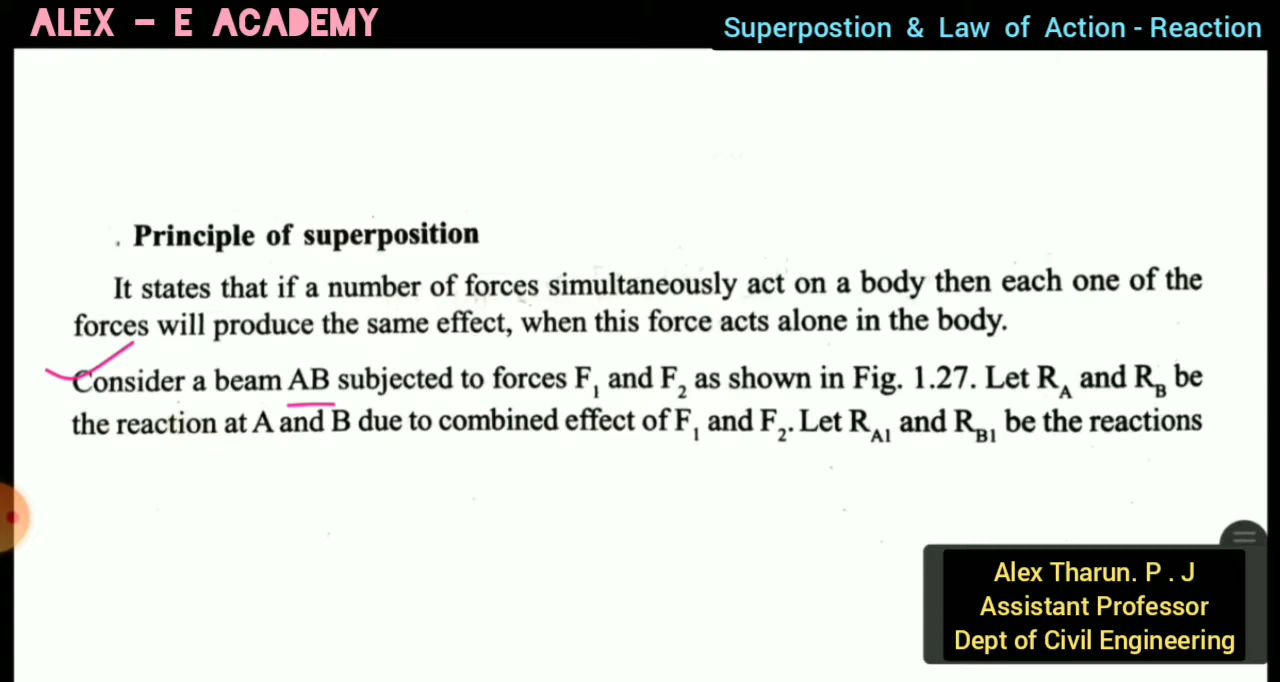 ALEX - E ACADEMY
Superpostion & Law of Action - Reaction
. Principle of superposition
It states that if a number of forces simultaneously act on a body then each one of the
forces will produce the same effect, when this force acts alone in the body.
Consider a beam AB subjected to forces F₁ and F₂ as shown in Fig. 1.27. Let R_A and R_B be
the reaction at A and B due to combined effect of F₁ and F₂. Let R_A1 and R_B1 be the reactions
Alex Tharun. P . J
Assistant Professor
Dept of Civil Engineering